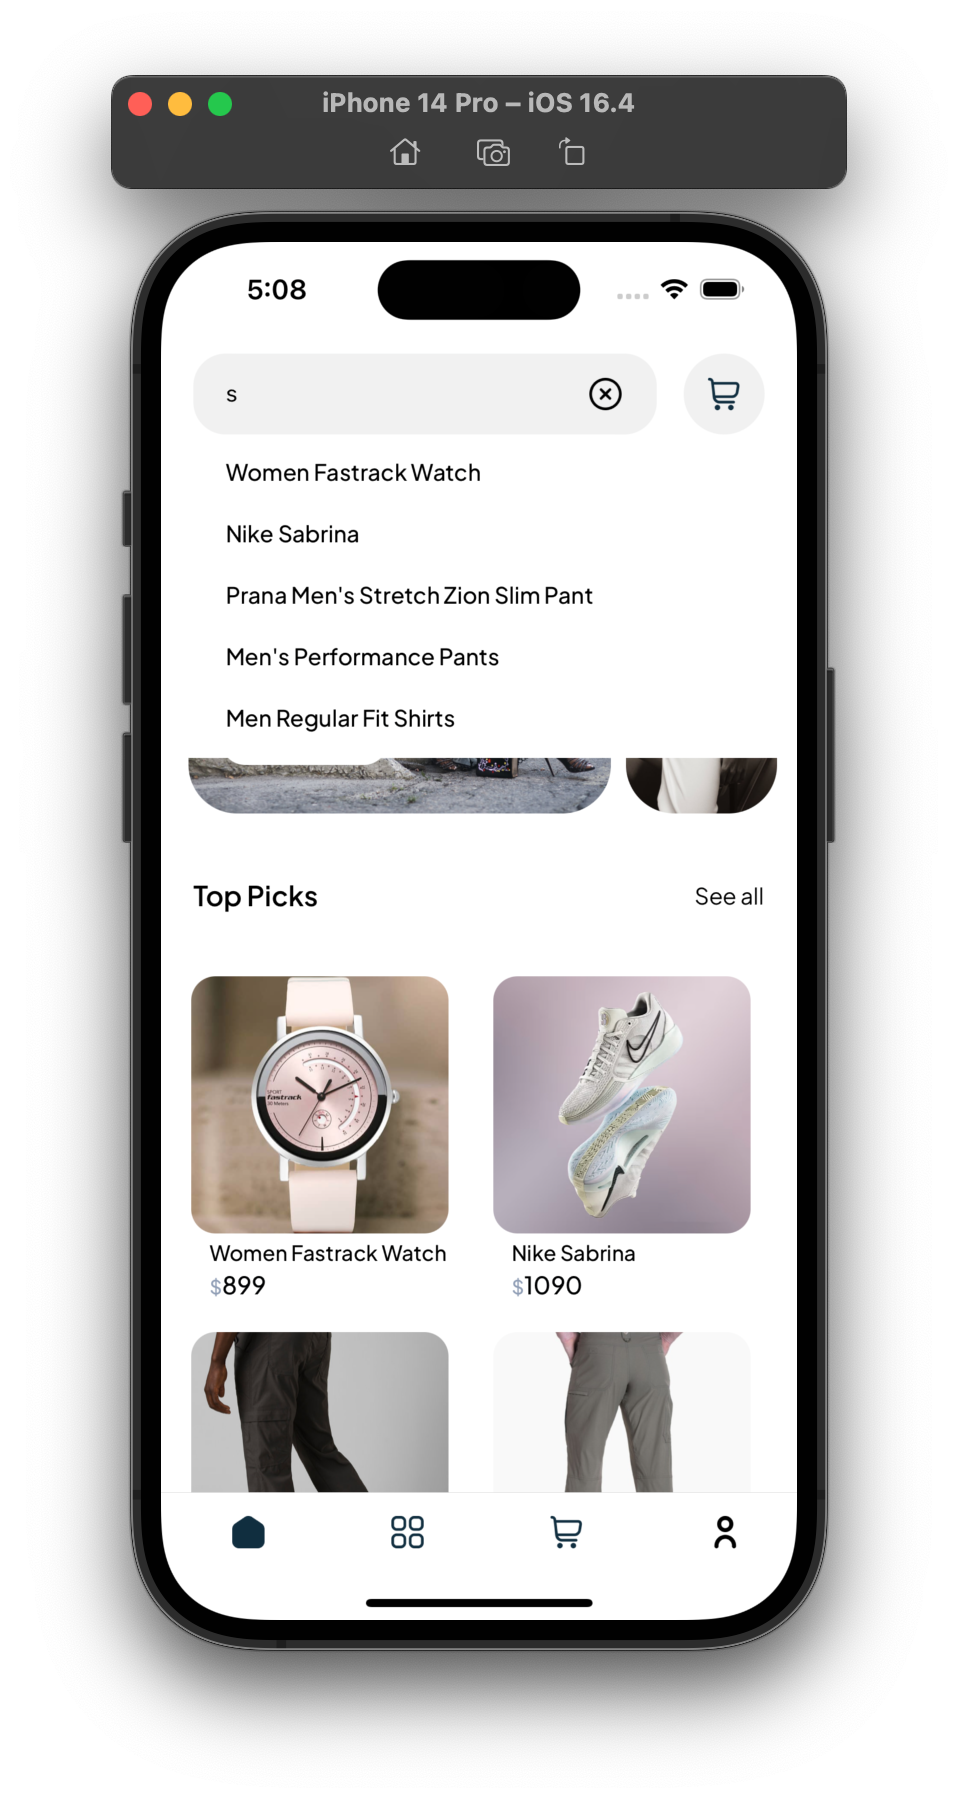 iPhone 14 Pro – iOS 16.4
5:08
s
Women Fastrack Watch
Nike Sabrina
Prana Men's Stretch Zion Slim Pant
Men's Performance Pants
Men Regular Fit Shirts
Top Picks
See all
SPORT
fastrack
30 Meters
Women Fastrack Watch
$899
Nike Sabrina
$1090